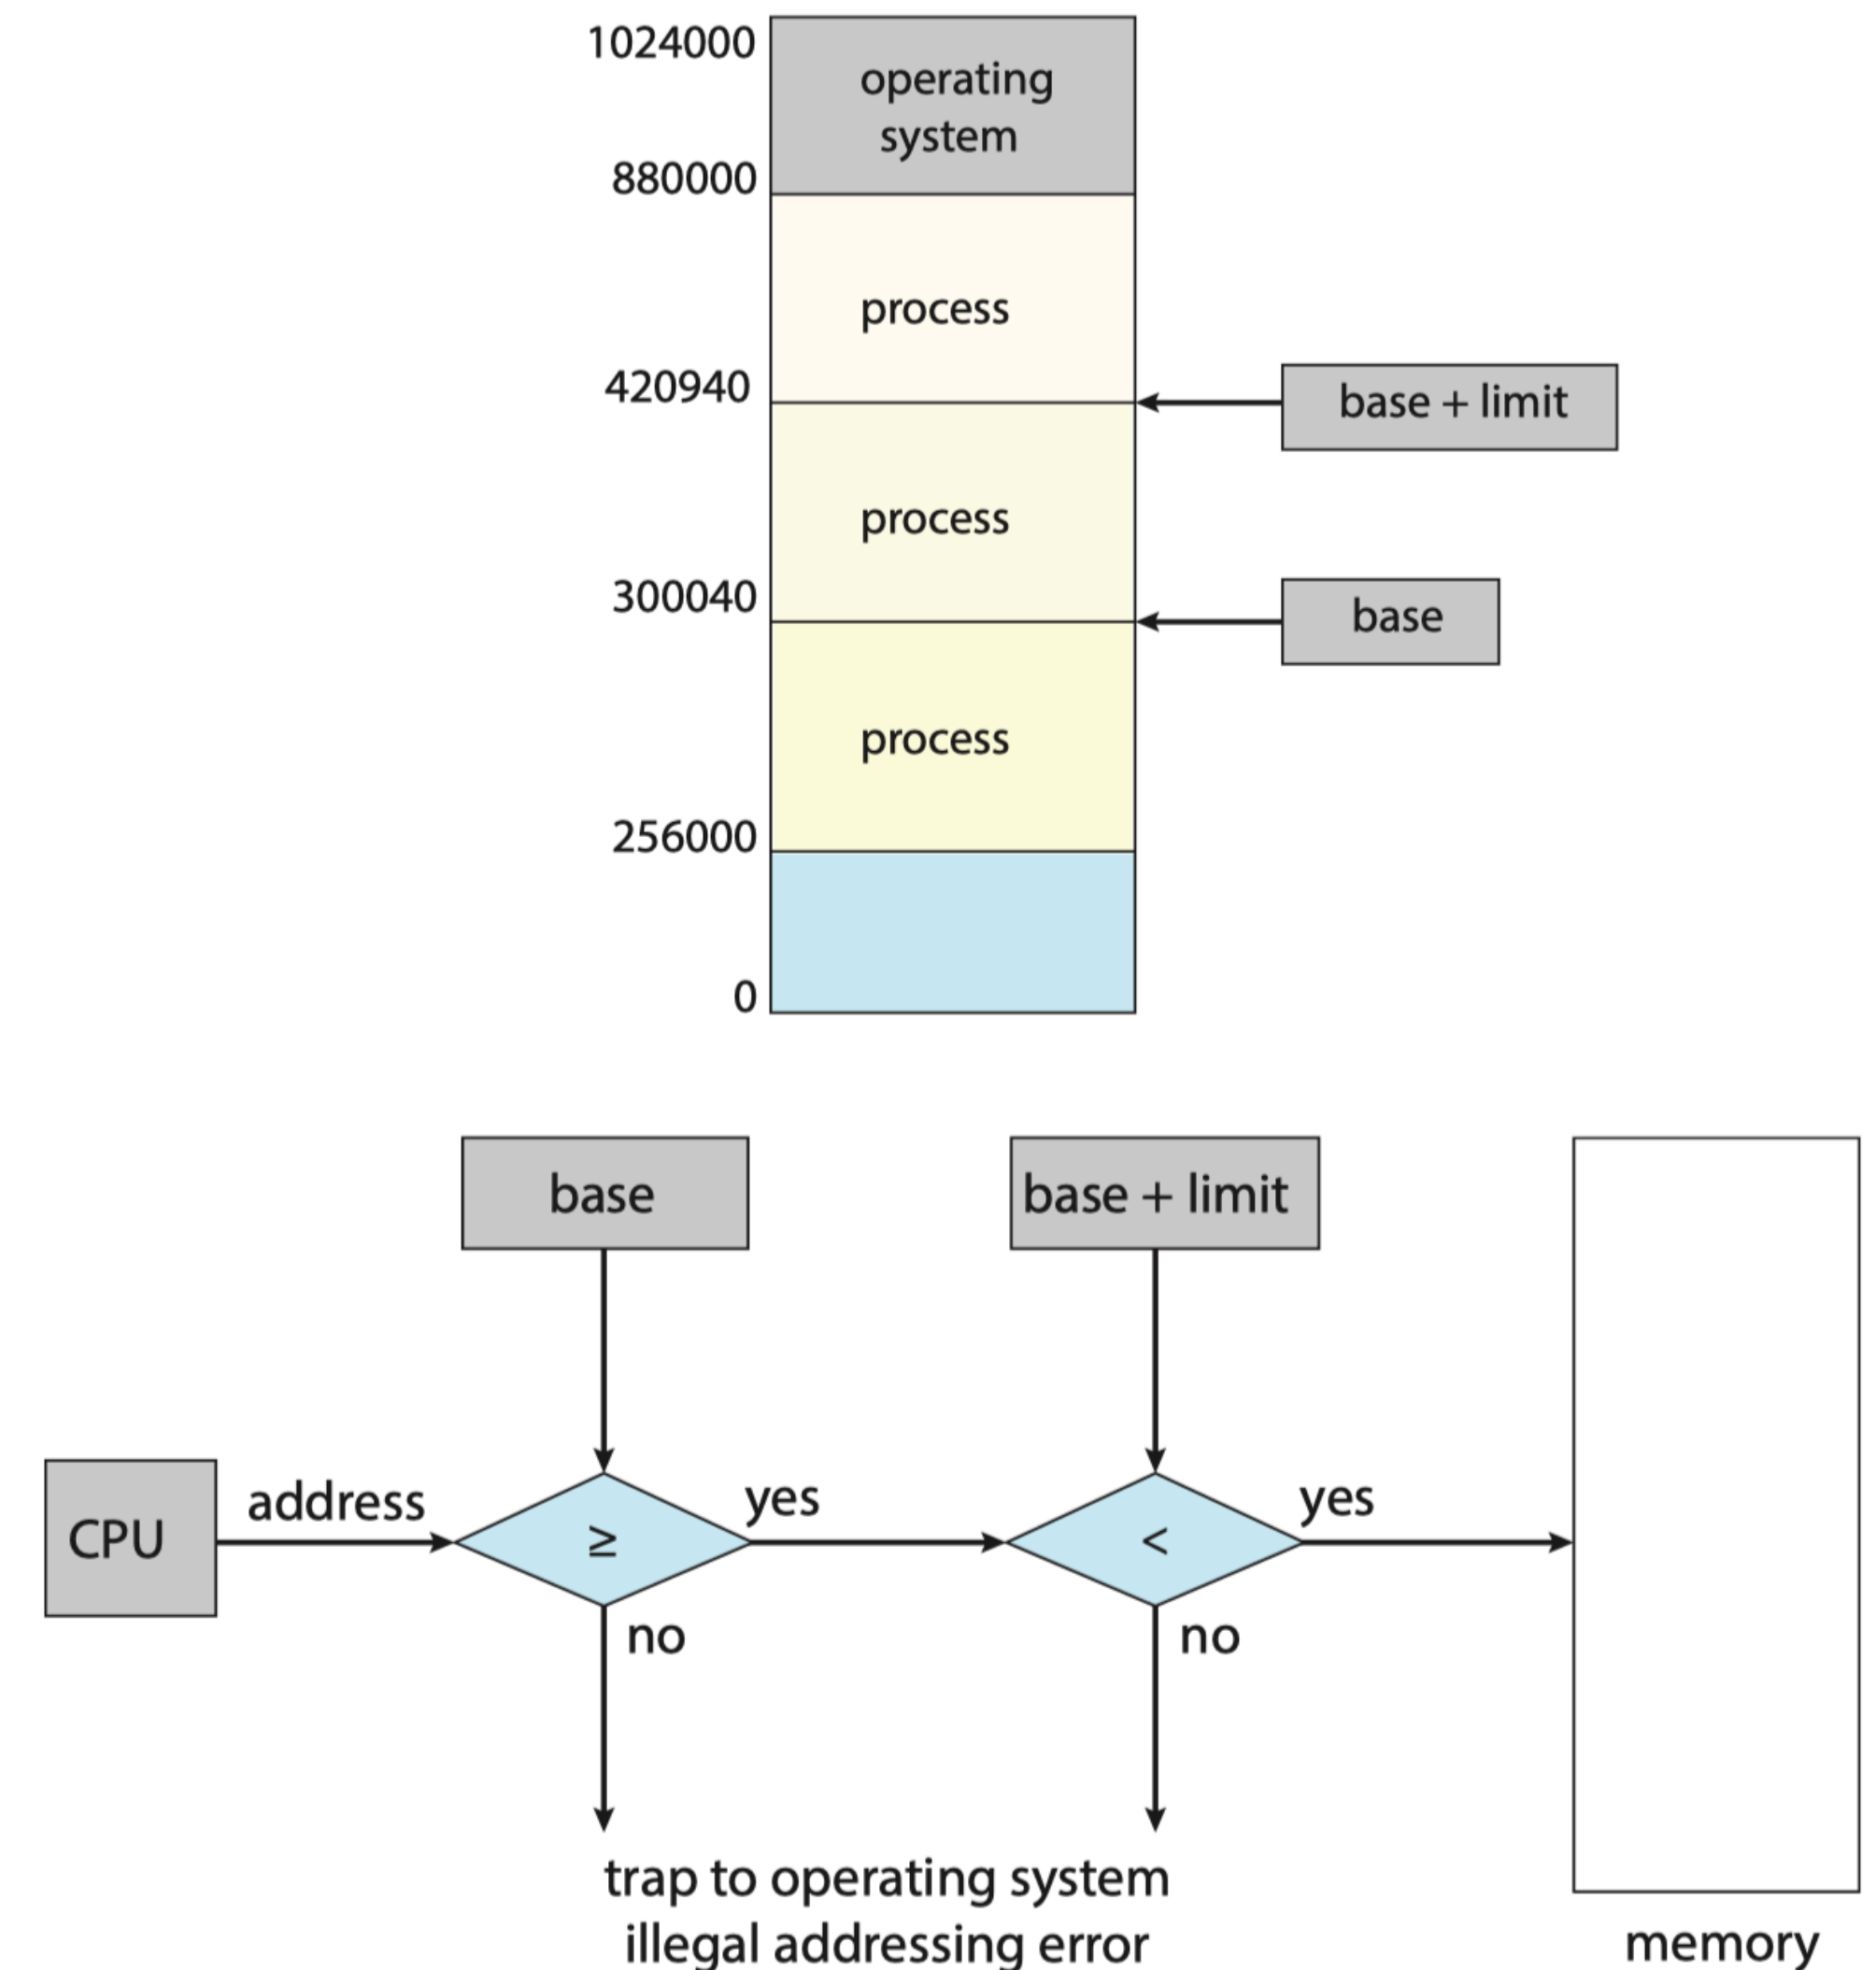 1024000
operating
system
880000
process
420940
base + limit
process
300040
base
process
256000
0
base
base + limit
CPU
address
≥
yes
<
yes
no
no
trap to operating system
illegal addressing error
memory